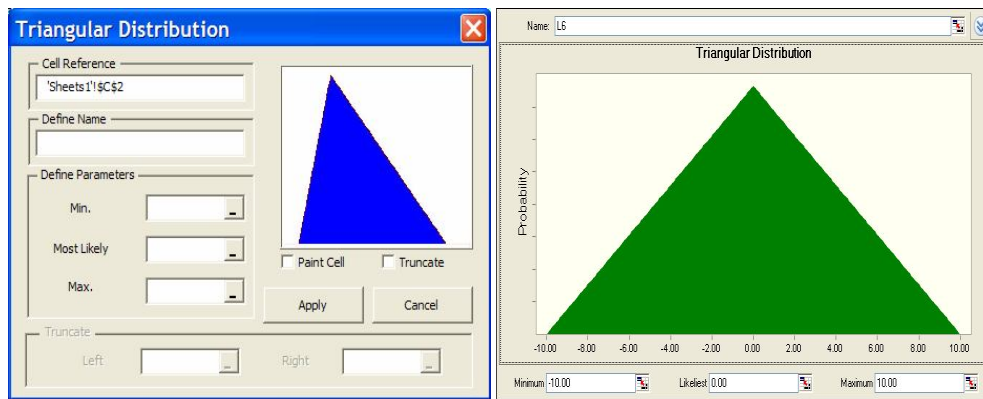 Triangular Distribution
Cell Reference
'Sheets1'!$C$2
Define Name
Define Parameters
Min.
Most Likely
Max.
Paint Cell
Truncate
Apply
Cancel
Truncate
Left
Right
Name: L6
Triangular Distribution
Probability
-10.00 -8.00 -6.00 -4.00 -2.00 0.00 2.00 4.00 6.00 8.00 10.00
Minimum -10.00 Likeliest 0.00 Maximum 10.00